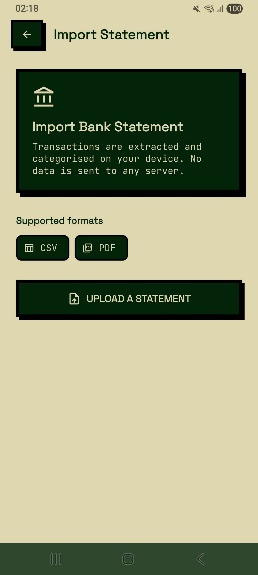 02:18
100
Import Statement
Import Bank Statement
Transactions are extracted and
categorised on your device. No
data is sent to any server.
Supported formats
CSV
PDF
UPLOAD A STATEMENT